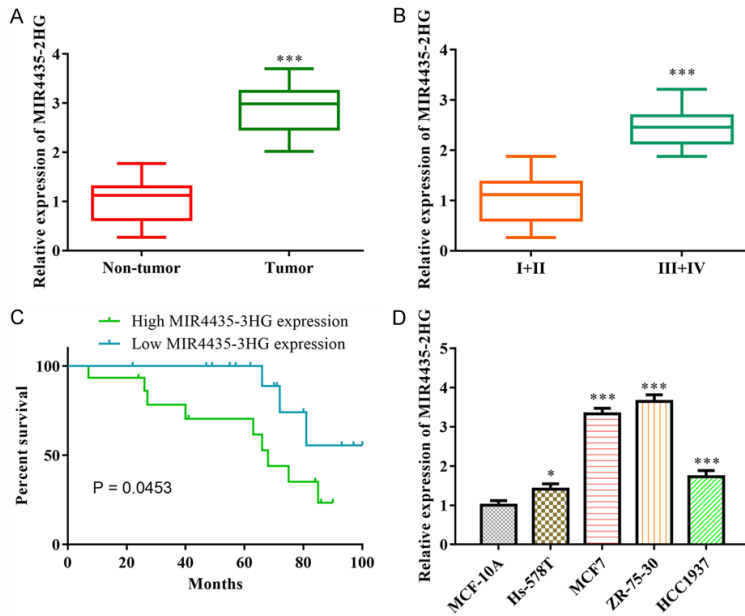 A
Relative expression of MIR4435-2HG
4
3
2
1
0
***
Non-tumor
Tumor
B
Relative expression of MIR4435-2HG
4
3
2
1
0
***
I+II
III+IV
C
High MIR4435-3HG expression
Low MIR4435-3HG expression
Percent survival
100
50
0
P = 0.0453
0 20 40 60 80 100
Months
D
Relative expression of MIR4435-2HG
5
4
3
2
1
0
*
***
***
***
MCF-10A
Hs-578T
MCF7
ZR-75-30
HCC1937